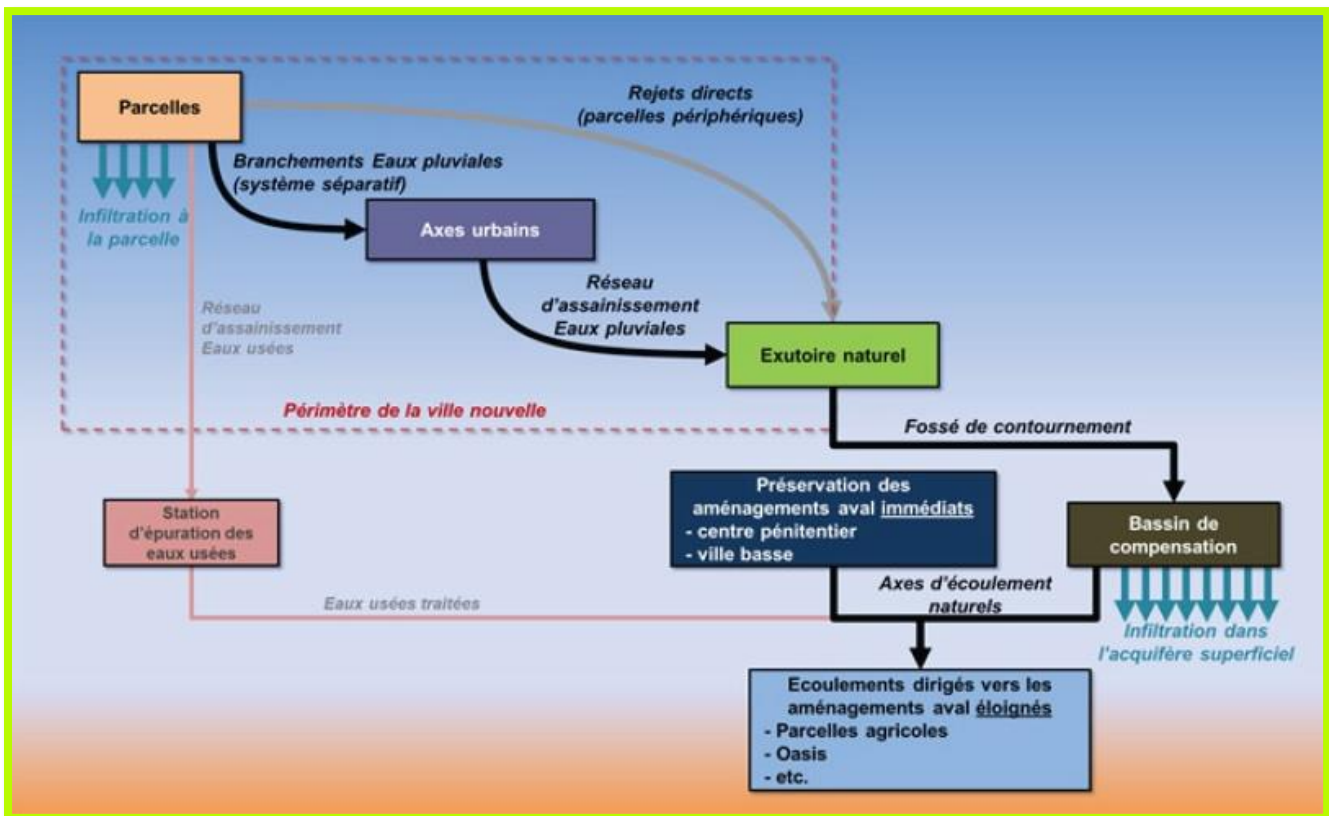 Parcelles
Rejets directs
(parcelles périphériques)
Branchements Eaux pluviales
(système séparatif)
Infiltration à
la parcelle
Axes urbains
Réseau
d'assainissement
Eaux pluviales
Réseau
d'assainissement
Eaux usées
Exutoire naturel
Périmètre de la ville nouvelle
Fossé de contournement
Préservation des
aménagements aval immédiats
- centre pénitentier
- ville basse
Station
d'épuration des
eaux usées
Bassin de
compensation
Axes d'écoulement
naturels
Eaux usées traitées
Infiltration dans
l'acquifère superficiel
Ecoulements dirigés vers les
aménagements aval éloignés
- Parcelles agricoles
- Oasis
- etc.